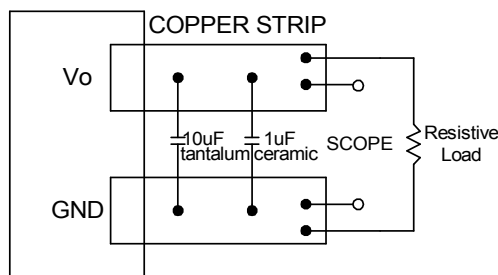 COPPER STRIP
Vo
10uF 1uF
tantalum ceramic
SCOPE
Resistive
Load
GND